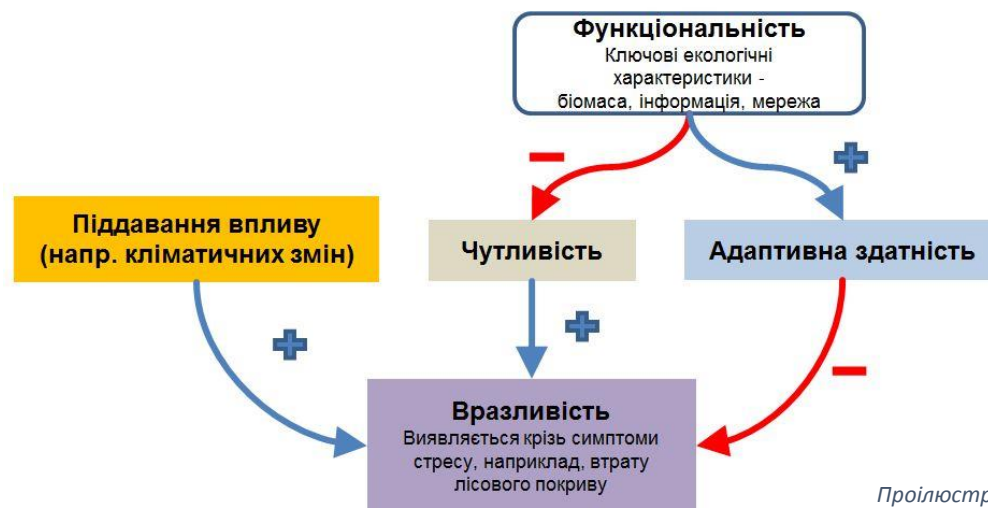 Функціональність
Ключові екологічні
характеристики -
біомаса, інформація, мережа
Піддавання впливу
(напр. кліматичних змін)
Чутливість
Адаптивна здатність
Вразливість
Виявляється крізь симптоми
стресу, наприклад, втрату
лісового покриву